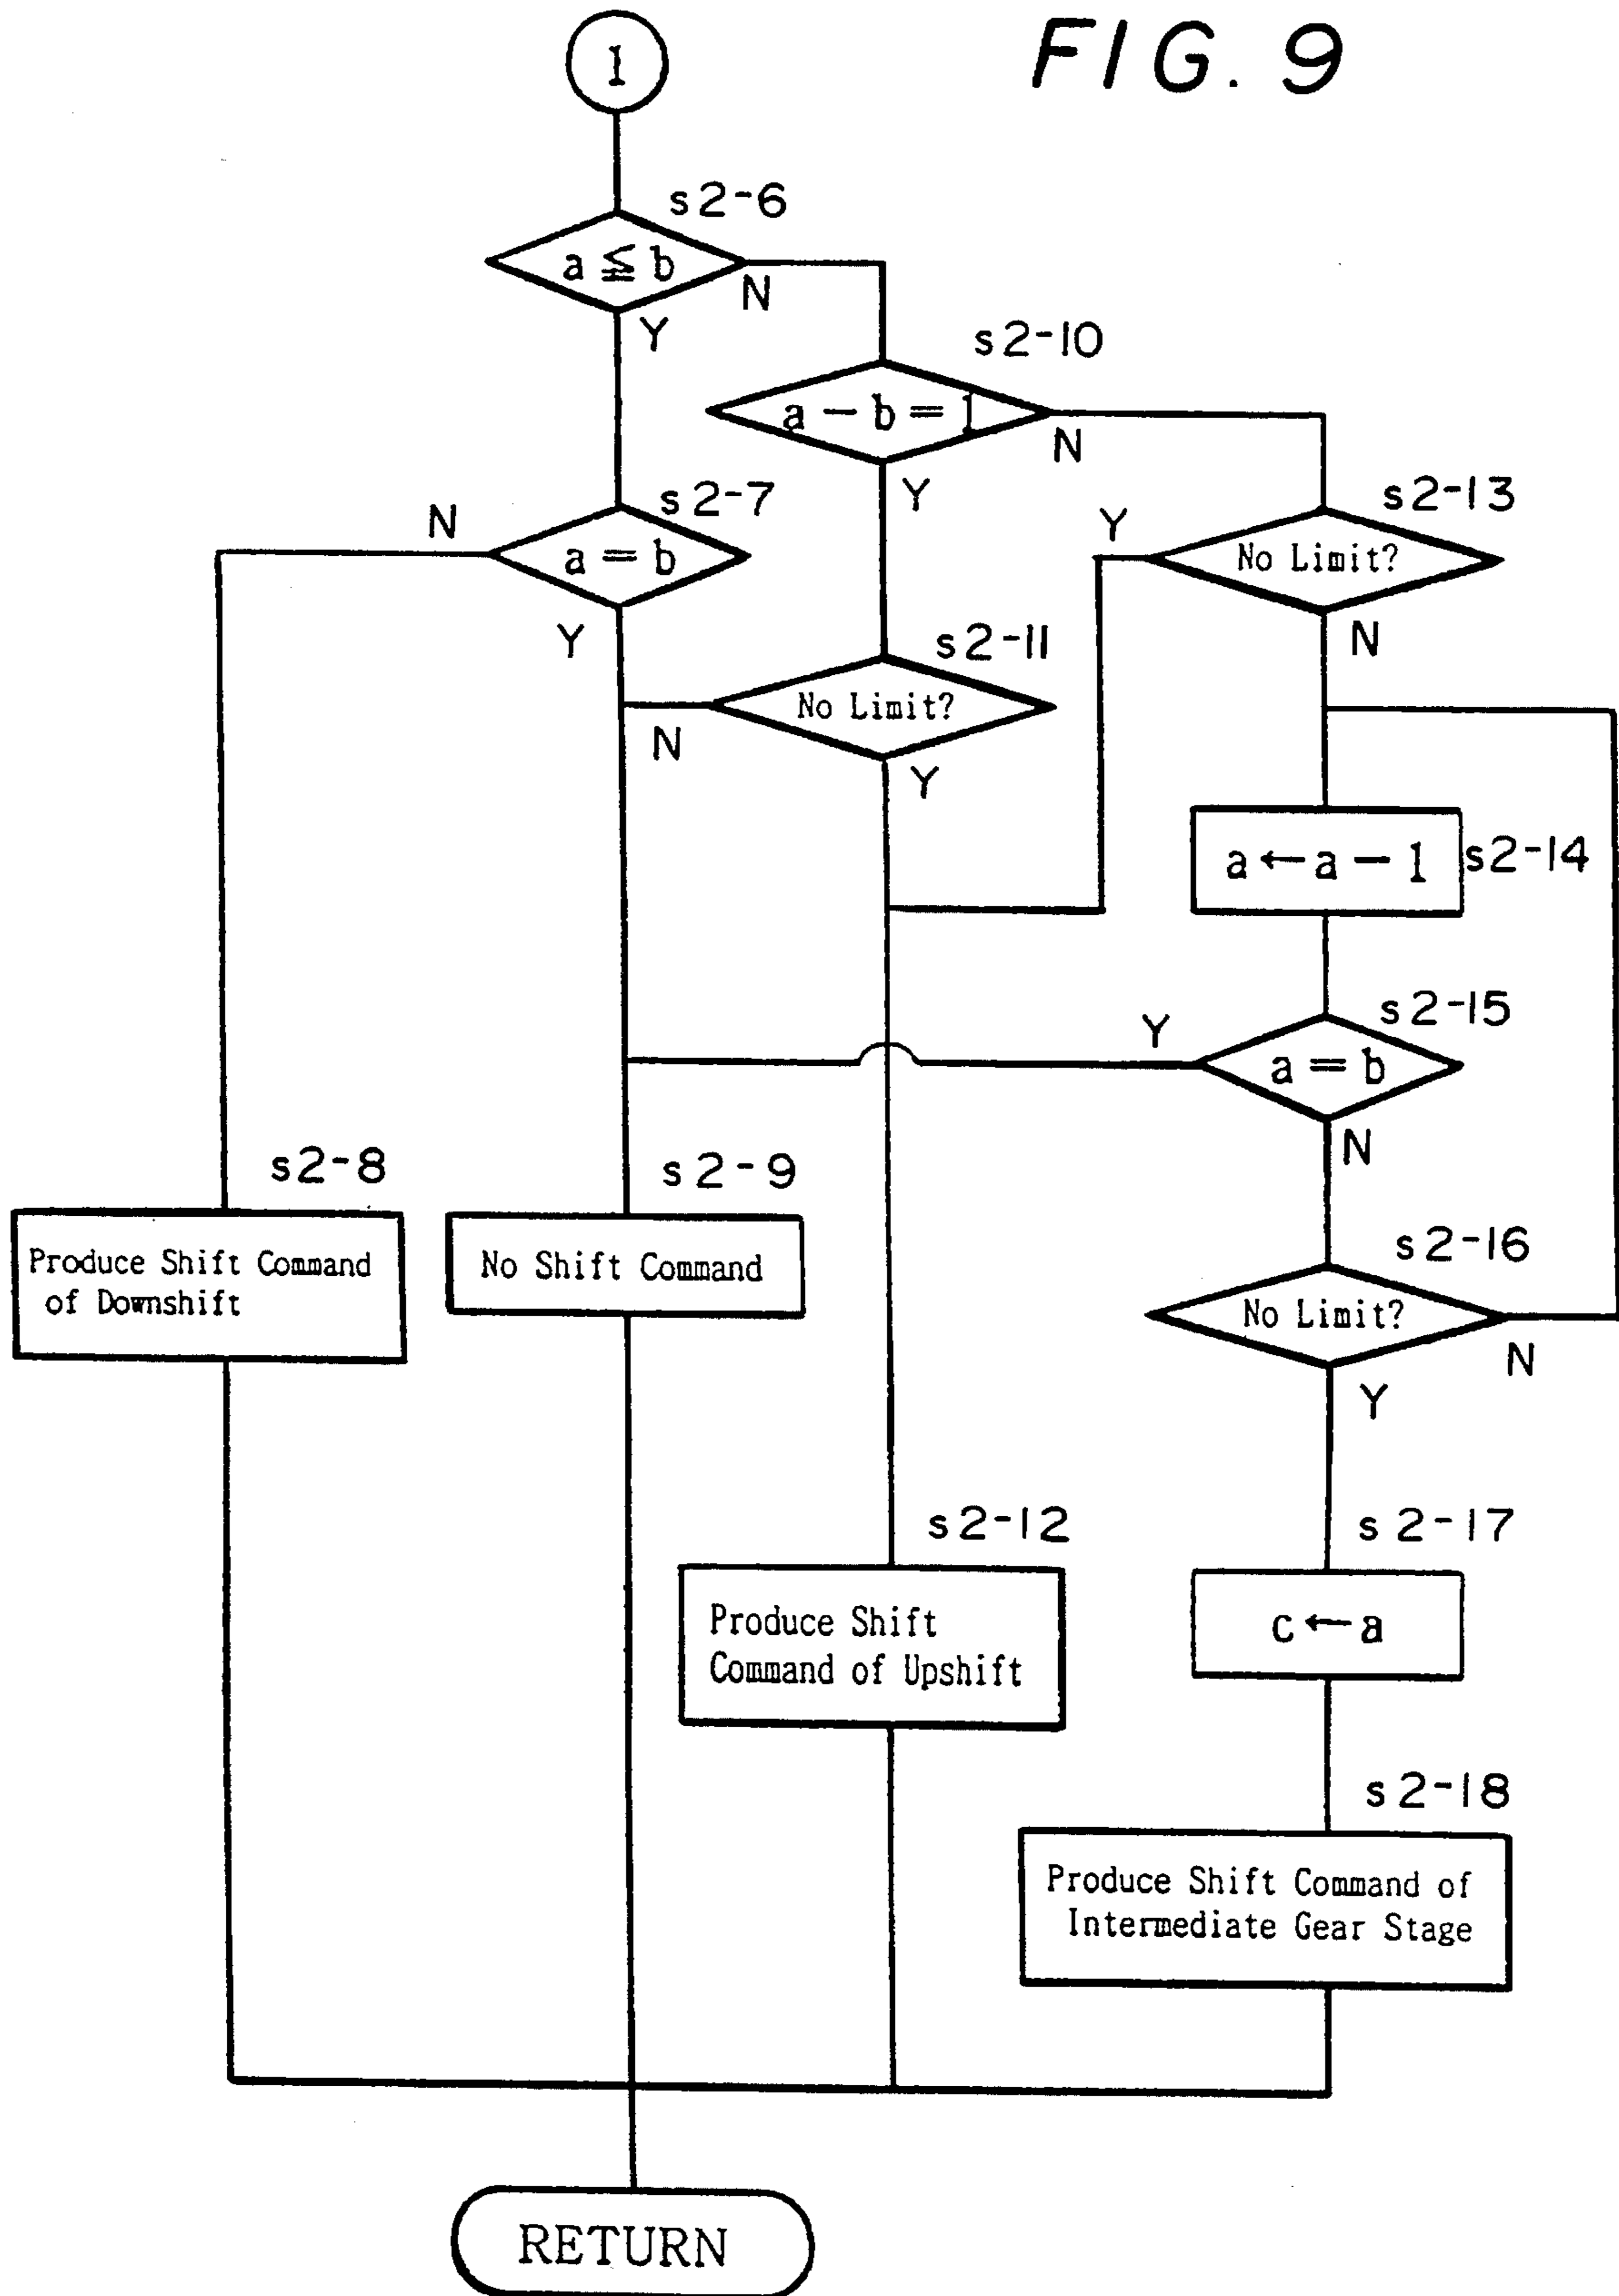 FIG. 9
1
s2-6
a ≦ b
N
Y
s2-10
a - b = 1
N
Y
s2-7
N
a = b
Y
s2-13
Y
No Limit?
N
s2-11
No Limit?
N
Y
a ← a - 1
s2-14
s2-15
Y
a = b
N
s2-8
Produce Shift Command
of Downshift
s2-9
No Shift Command
s2-16
No Limit?
N
Y
s2-12
Produce Shift
Command of Upshift
s2-17
c ← a
s2-18
Produce Shift Command of
Intermediate Gear Stage
RETURN